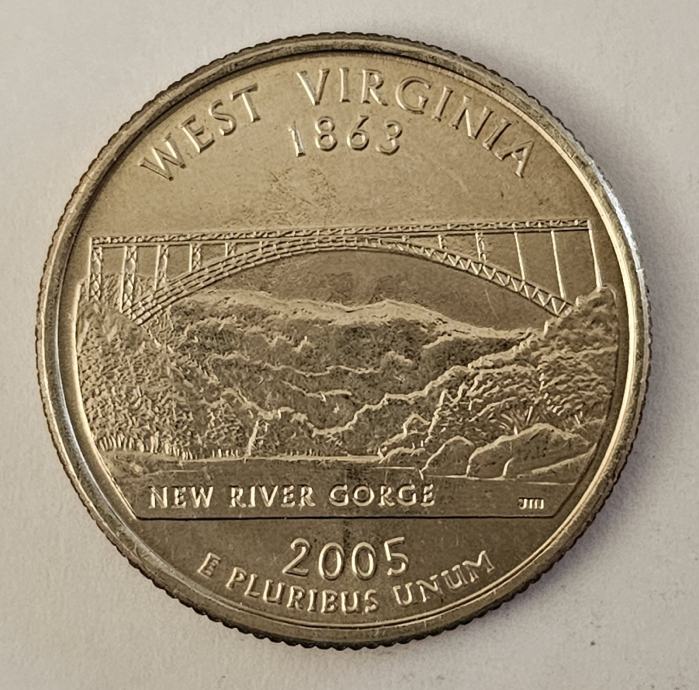 WEST VIRGINIA
1863
NEW RIVER GORGE
JM
2005
E PLURIBUS UNUM